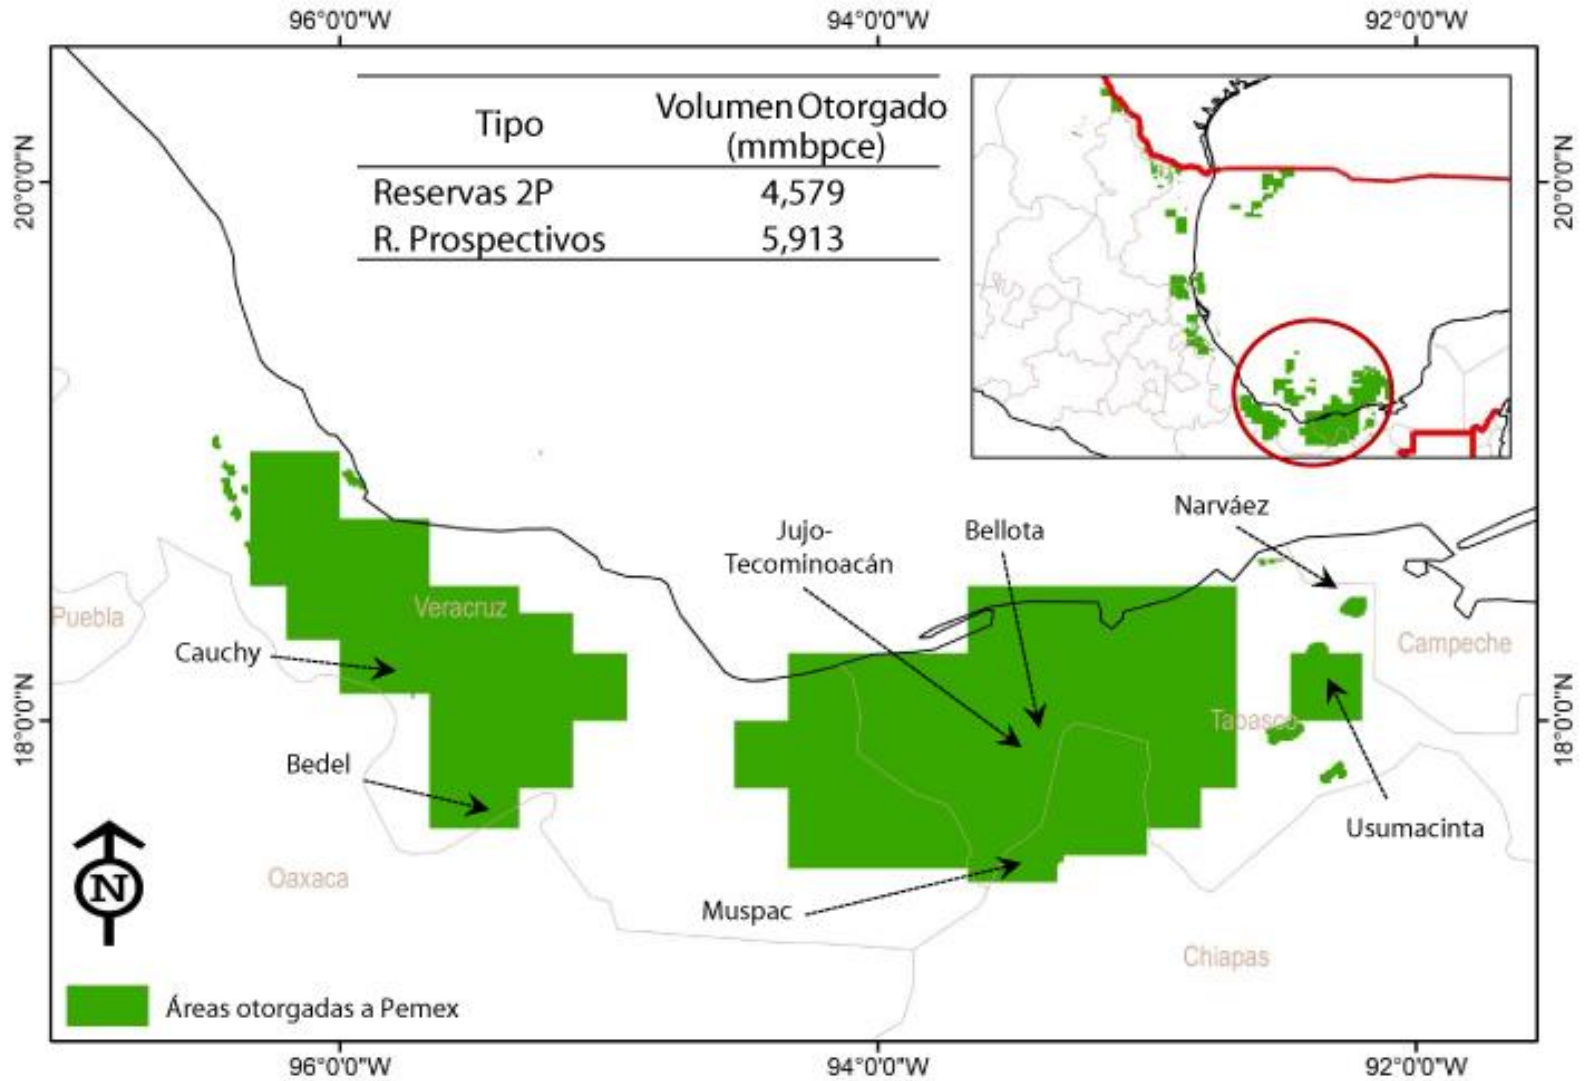 96°0'0"W
94°0'0"W
92°0'0"W
20°0'0"N
20°0'0"N
Tipo
Volumen Otorgado
(mmbpce)
Reservas 2P
4,579
R. Prospectivos
5,913
Narváez
Jujo-
Tecominoacán
Bellota
Puebla
Veracruz
Campeche
Cauchy
18°0'0"N
Tabasco
18°0'0"N
Bedel
Usumacinta
Oaxaca
N
Muspac
Chiapas
Áreas otorgadas a Pemex
96°0'0"W
94°0'0"W
92°0'0"W